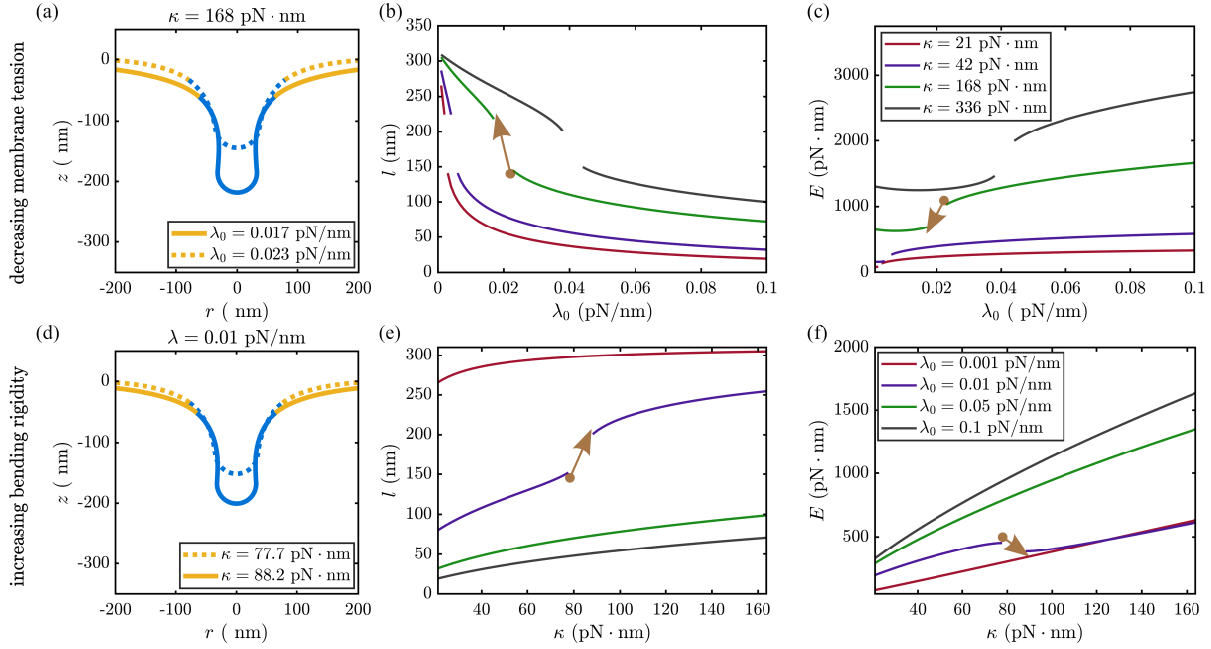 (a)
κ = 168 pN · nm
decreasing membrane tension
z ( nm)
0
-100
-200
-300
λ₀ = 0.017 pN/nm
λ₀ = 0.023 pN/nm
-200
-100
0
100
200
r ( nm)
(b)
l (nm)
350
300
250
200
150
100
50
0
0
0.02
0.04
0.06
0.08
0.1
λ₀ (pN/nm)
(c)
E (pN · nm)
3000
2000
1000
0
κ = 21 pN · nm
κ = 42 pN · nm
κ = 168 pN · nm
κ = 336 pN · nm
0.02
0.04
0.06
0.08
0.1
λ₀ ( pN/nm)
(d)
λ = 0.01 pN/nm
increasing bending rigidity
z ( nm)
0
-100
-200
-300
κ = 77.7 pN · nm
κ = 88.2 pN · nm
-200
-100
0
100
200
r ( nm)
(e)
l (nm)
300
250
200
150
100
50
0
40
60
80
100
120
140
160
κ (pN · nm)
(f)
E (pN · nm)
2000
1500
1000
500
λ₀ = 0.001 pN/nm
λ₀ = 0.01 pN/nm
λ₀ = 0.05 pN/nm
λ₀ = 0.1 pN/nm
40
60
80
100
120
140
160
κ (pN · nm)